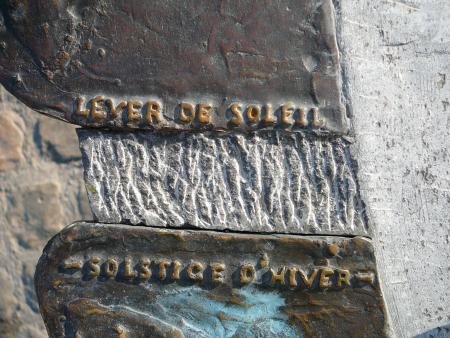 LEVER DE SOLEIL
- SOLSTICE D'HIVER -